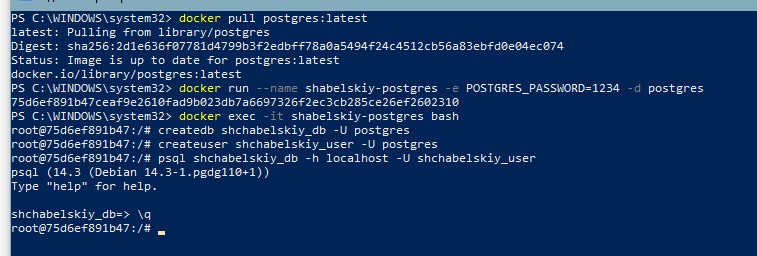 PS C:\WINDOWS\system32> docker pull postgres:latest
latest: Pulling from library/postgres
Digest: sha256:2d1e636f07781d4799b3f2edbff78a0a5494f24c4512cb56a83ebfd0e04ec074
Status: Image is up to date for postgres:latest
docker.io/library/postgres:latest
PS C:\WINDOWS\system32> docker run --name shabelskiy-postgres -e POSTGRES_PASSWORD=1234 -d postgres
75d6ef891b47ceaf9e2610fad9b023db7a6697326f2ec3cb285ce26ef2602310
PS C:\WINDOWS\system32> docker exec -it shabelskiy-postgres bash
root@75d6ef891b47:/# createdb shchabelskiy_db -U postgres
root@75d6ef891b47:/# createuser shchabelskiy_user -U postgres
root@75d6ef891b47:/# psql shchabelskiy_db -h localhost -U shchabelskiy_user
psql (14.3 (Debian 14.3-1.pgdg110+1))
Type "help" for help.
shchabelskiy_db=> \q
root@75d6ef891b47:/#